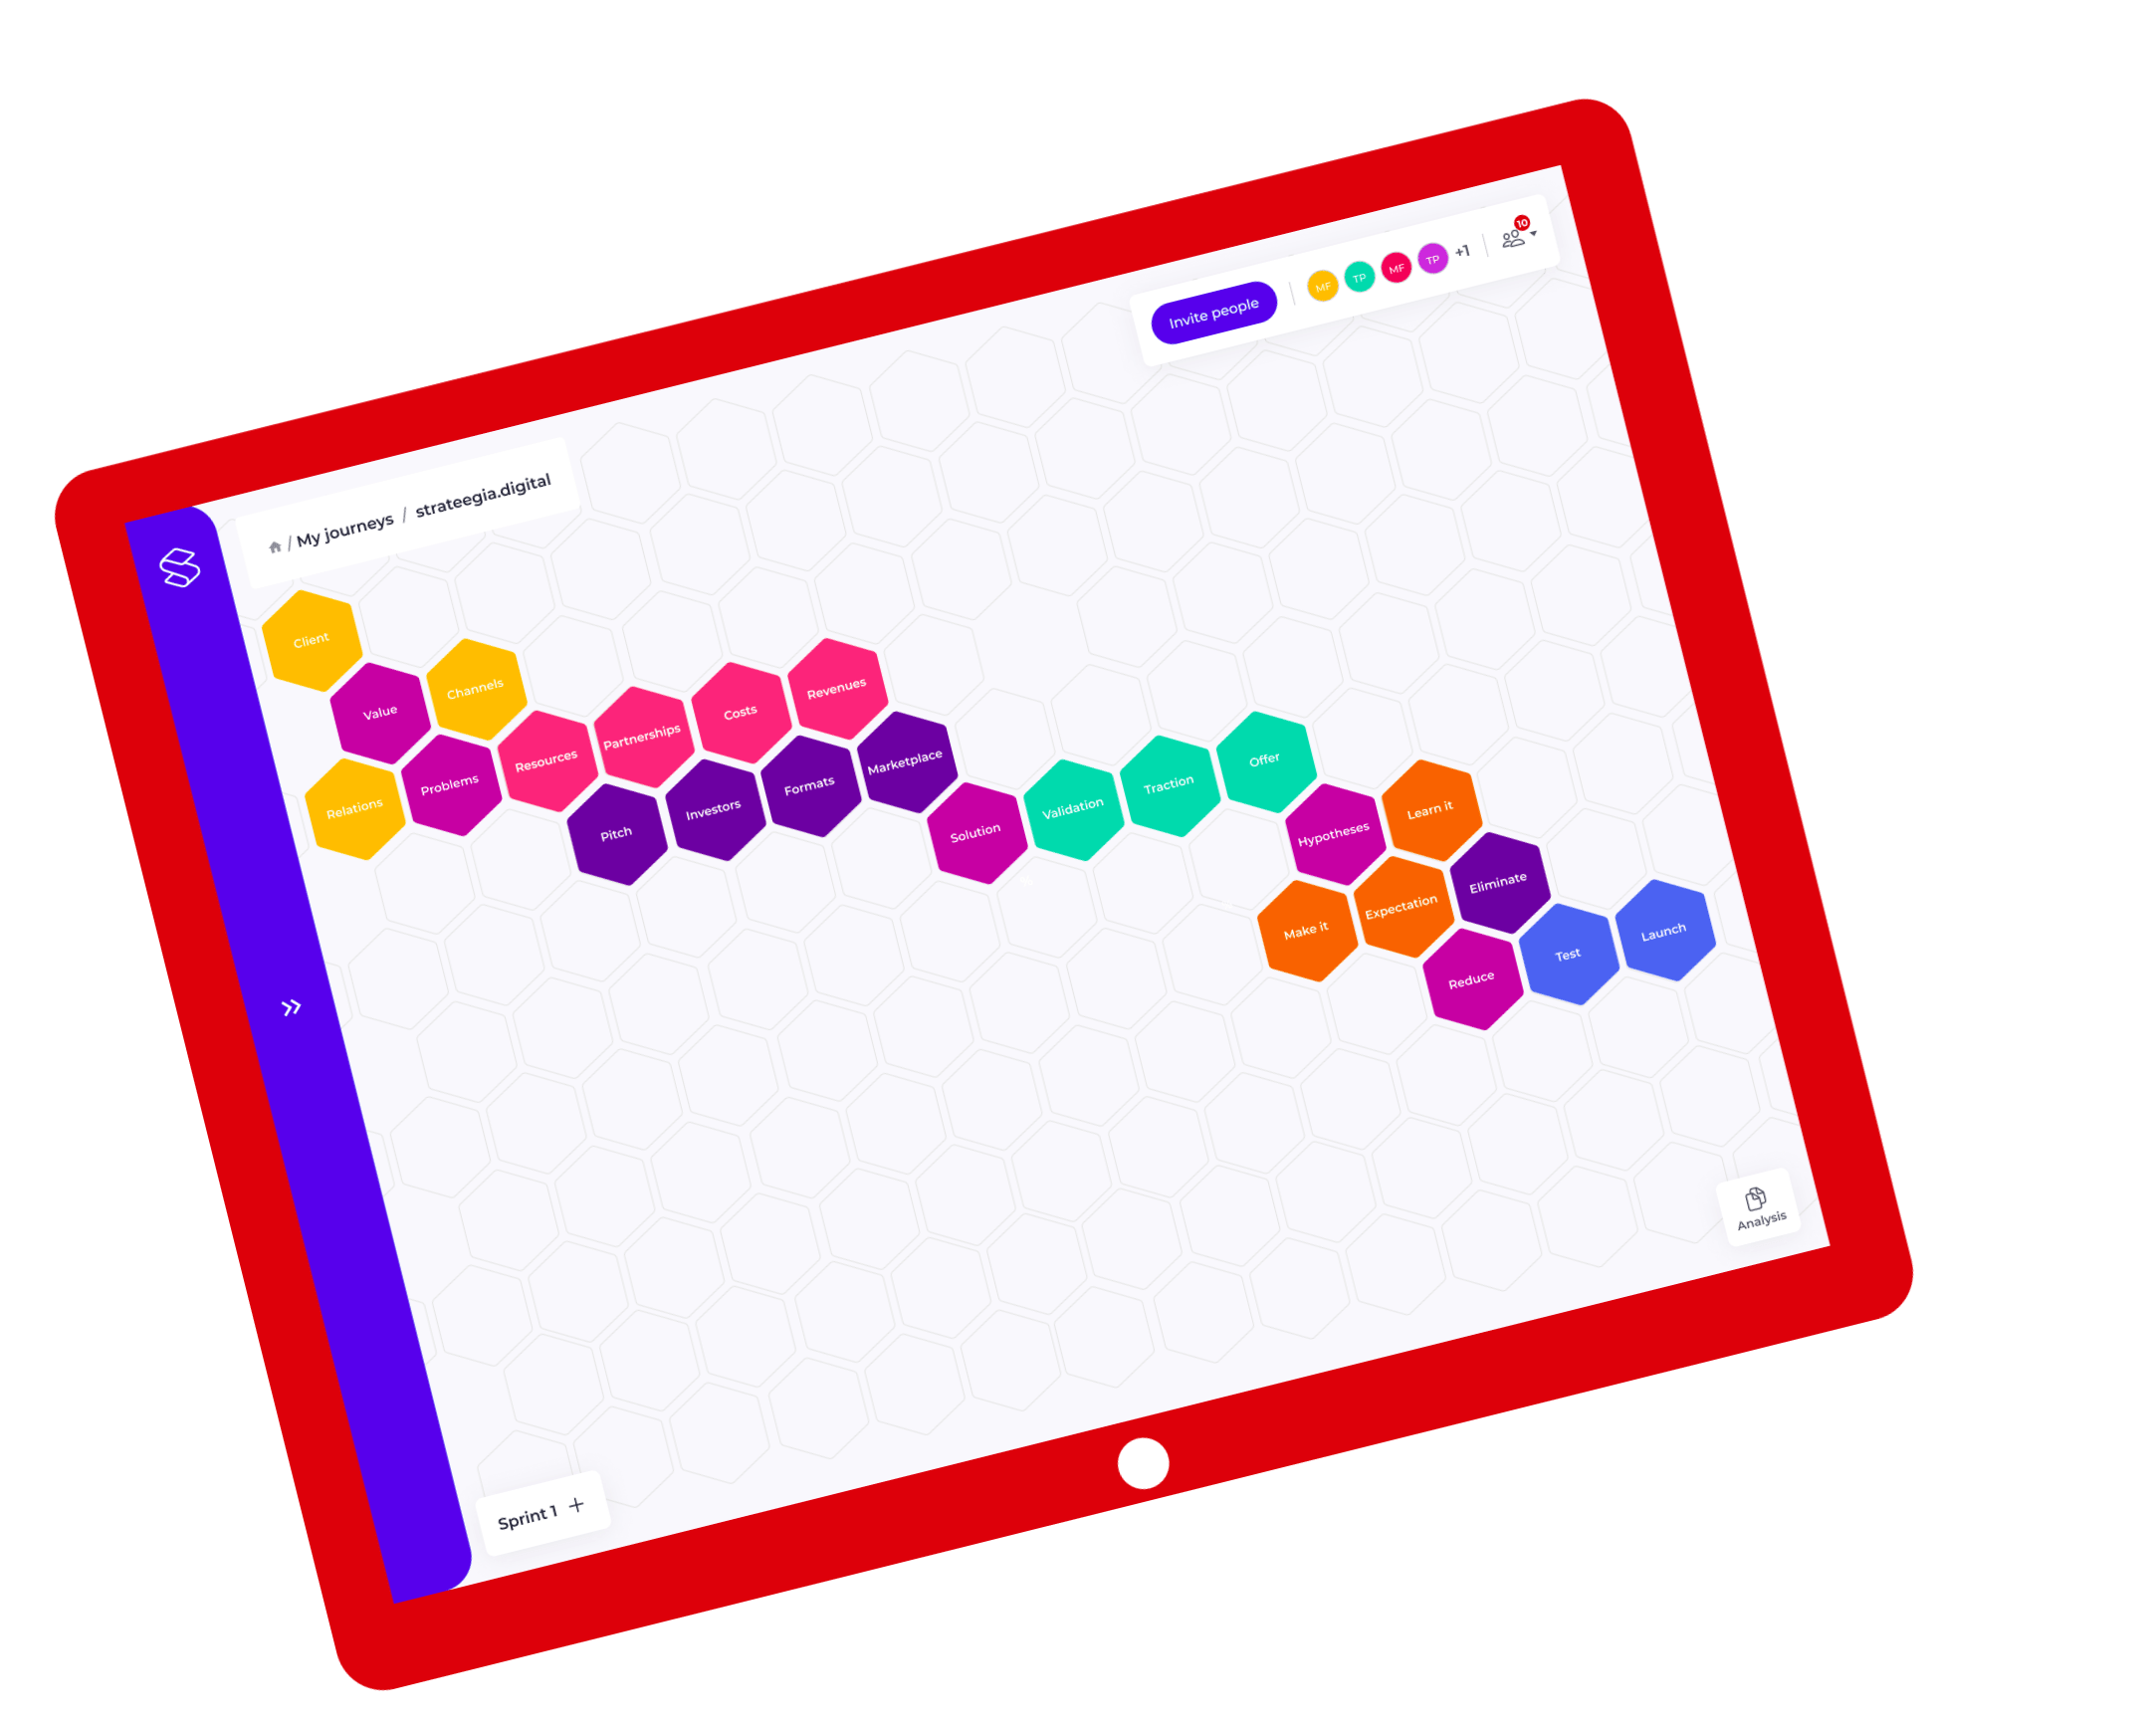 Invite people
MF
TP
MF
TP
+1
10
/ My journeys / strateegia.digital
Client
Value
Channels
Relations
Problems
Resources
Partnerships
Costs
Revenues
Pitch
Investors
Formats
Marketplace
Solution
Validation
Traction
Offer
Hypotheses
Learn it
Make it
Expectation
Eliminate
Reduce
Test
Launch
Analysis
Sprint 1 +